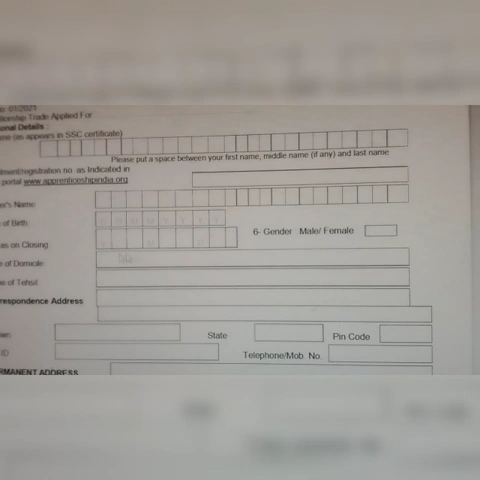 01/2021
Trade Applied For
onal Details :
me (as appears in SSC certificate)
Please put a space between your first name, middle name (if any) and last name
ment/registration no. as Indicated in
portal www.apprenticeshipindia.org
er's Name
of Birth
D D M M Y Y Y Y
as on Closing
6- Gender Male/ Female
e of Domicile
e of Tehsil
respondence Address
State
Pin Code
ID
Telephone/Mob No.
RMANENT ADDRESS